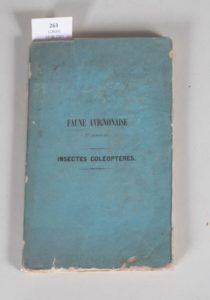 263
FAUNE AVIGNONAISE
INSECTES COLÉOPTÈRES.